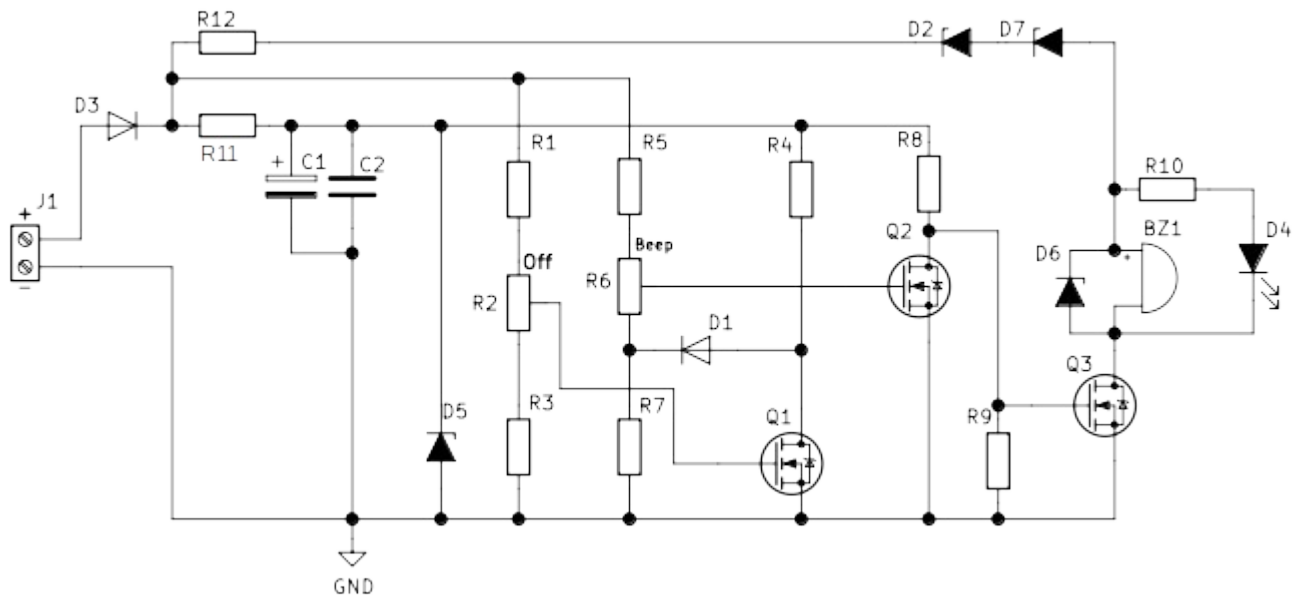 R12
D2
D7
D3
R11
C1
+
C2
R1
R5
R4
R8
R10
J1
+
-
Off
Beep
R2
R6
Q2
BZ1
+
D6
D4
D1
Q3
D5
R3
R7
Q1
R9
GND